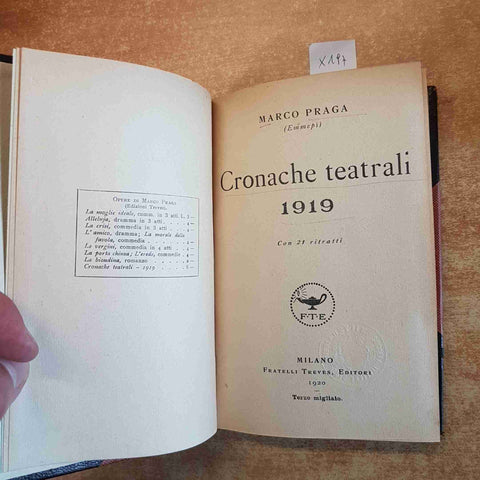 Opere di Marco Praga
(Edizioni Treves).
La moglie ideale, comm. in 3 atti L. 3 —
Alleluja, dramma in 3 atti
La crisi, commedia in 3 atti
L'amico, dramma; La morale della
favola, commedia
Le vergini, commedia in 4 atti
La porta chiusa; L'erede, commedie
La biondina, romanzo
Cronache teatrali - 1919
X197
MARCO PRAGA
(Emmepì)
Cronache teatrali
1919
Con 21 ritratti
F·T·E
MILANO
Fratelli Treves, Editori
1920
Terzo migliaio.